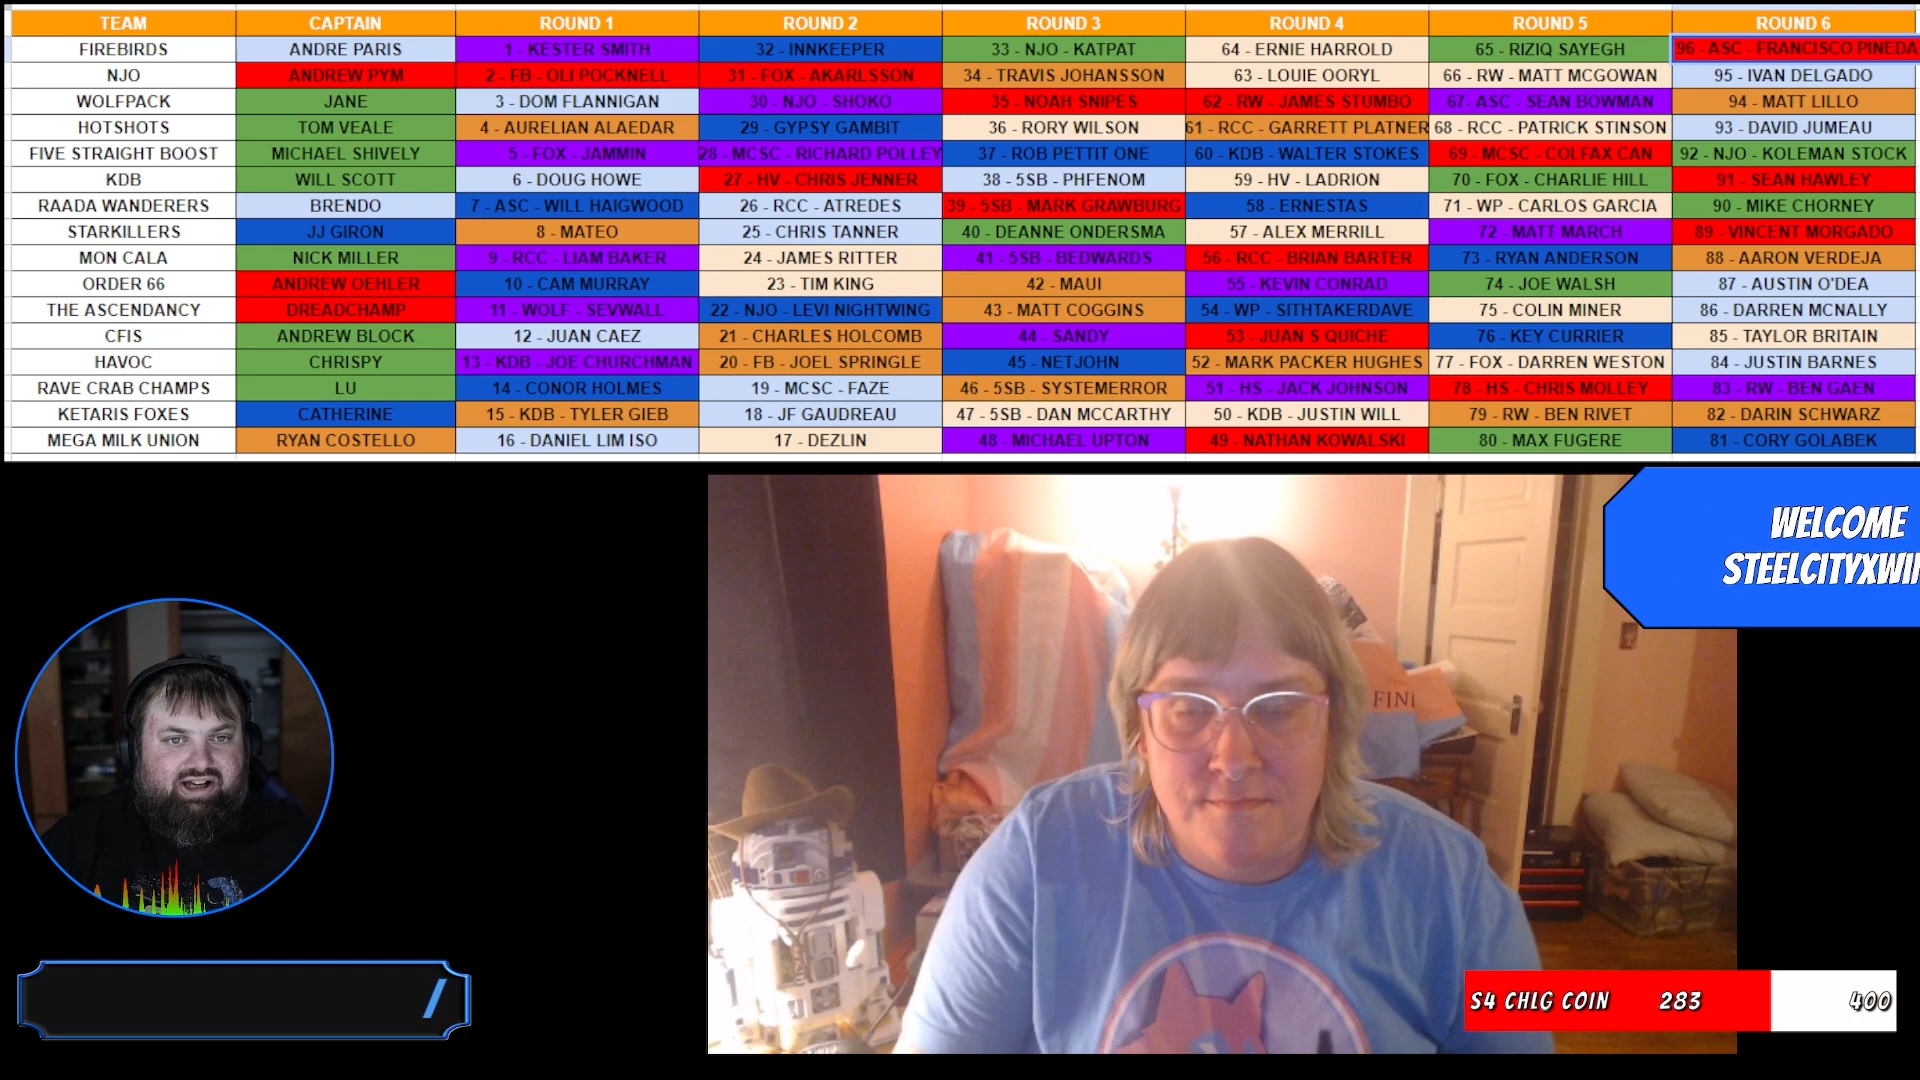 TEAM CAPTAIN ROUND 1 ROUND 2 ROUND 3 ROUND 4 ROUND 5 ROUND 6
FIREBIRDS ANDRE PARIS 1 - KESTER SMITH 32 - INNKEEPER 33 - NJO - KATPAT 64 - ERNIE HARROLD 65 - RIZIQ SAYEGH 96 - ASC - FRANCISCO PINEDA
NJO ANDREW PYM 2 - FB - OLI POCKNELL 31 - FOX - AKARLSSON 34 - TRAVIS JOHANSSON 63 - LOUIE OORYL 66 - RW - MATT MCGOWAN 95 - IVAN DELGADO
WOLFPACK JANE 3 - DOM FLANNIGAN 30 - NJO - SHOKO 35 - NOAH SNIPES 62 - RW - JAMES STUMBO 67- ASC - SEAN BOWMAN 94 - MATT LILLO
HOTSHOTS TOM VEALE 4 - AURELIAN ALAEDAR 29 - GYPSY GAMBIT 36 - RORY WILSON 61 - RCC - GARRETT PLATNER 68 - RCC - PATRICK STINSON 93 - DAVID JUMEAU
FIVE STRAIGHT BOOST MICHAEL SHIVELY 5 - FOX - JAMMIN 28 - MCSC - RICHARD POLLEY 37 - ROB PETTIT ONE 60 - KDB - WALTER STOKES 69 - MCSC - COLFAX CAN 92 - NJO - KOLEMAN STOCK
KDB WILL SCOTT 6 - DOUG HOWE 27 - HV - CHRIS JENNER 38 - 5SB - PHFENOM 59 - HV - LADRION 70 - FOX - CHARLIE HILL 91 - SEAN HAWLEY
RAADA WANDERERS BRENDO 7 - ASC - WILL HAIGWOOD 26 - RCC - ATREDES 39 - 5SB - MARK GRAWBURG 58 - ERNESTAS 71 - WP - CARLOS GARCIA 90 - MIKE CHORNEY
STARKILLERS JJ GIRON 8 - MATEO 25 - CHRIS TANNER 40 - DEANNE ONDERSMA 57 - ALEX MERRILL 72 - MATT MARCH 89 - VINCENT MORGADO
MON CALA NICK MILLER 9 - RCC - LIAM BAKER 24 - JAMES RITTER 41 - 5SB - BEDWARDS 56 - RCC - BRIAN BARTER 73 - RYAN ANDERSON 88 - AARON VERDEJA
ORDER 66 ANDREW OEHLER 10 - CAM MURRAY 23 - TIM KING 42 - MAUI 55 - KEVIN CONRAD 74 - JOE WALSH 87 - AUSTIN O'DEA
THE ASCENDANCY DREADCHAMP 11 - WOLF - SEVWALL 22 - NJO - LEVI NIGHTWING 43 - MATT COGGINS 54 - WP - SITHTAKERDAVE 75 - COLIN MINER 86 - DARREN MCNALLY
CFIS ANDREW BLOCK 12 - JUAN CAEZ 21 - CHARLES HOLCOMB 44 - SANDY 53 - JUAN S QUICHE 76 - KEY CURRIER 85 - TAYLOR BRITAIN
HAVOC CHRISPY 13 - KDB - JOE CHURCHMAN 20 - FB - JOEL SPRINGLE 45 - NETJOHN 52 - MARK PACKER HUGHES 77 - FOX - DARREN WESTON 84 - JUSTIN BARNES
RAVE CRAB CHAMPS LU 14 - CONOR HOLMES 19 - MCSC - FAZE 46 - 5SB - SYSTEMERROR 51 - HS - JACK JOHNSON 78 - HS - CHRIS MOLLEY 83 - RW - BEN GAEN
KETARIS FOXES CATHERINE 15 - KDB - TYLER GIEB 18 - JF GAUDREAU 47 - 5SB - DAN MCCARTHY 50 - KDB - JUSTIN WILL 79 - RW - BEN RIVET 82 - DARIN SCHWARZ
MEGA MILK UNION RYAN COSTELLO 16 - DANIEL LIM ISO 17 - DEZLIN 48 - MICHAEL UPTON 49 - NATHAN KOWALSKI 80 - MAX FUGERE 81 - CORY GOLABEK
WELCOME
STEELCITYXWI
FINI
/
S4 CHLG COIN 283 400